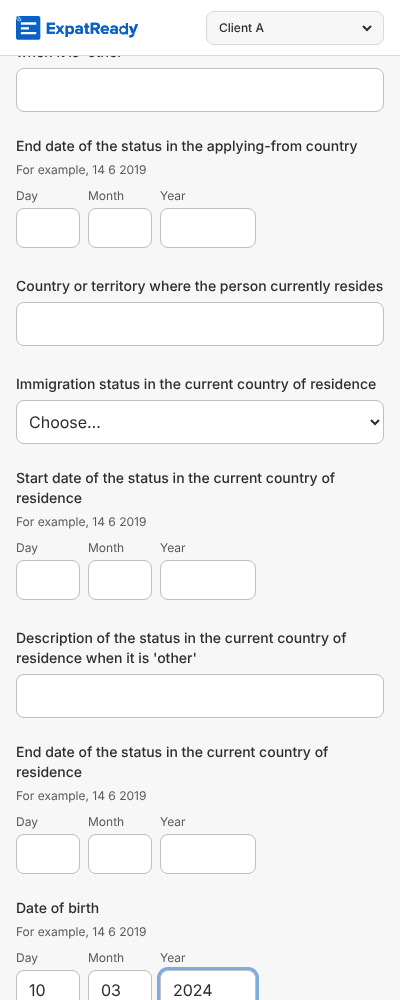 ExpatReady
Client A
when it is 'other'
End date of the status in the applying-from country
For example, 14 6 2019
Day Month Year
Country or territory where the person currently resides
Immigration status in the current country of residence
Choose...
Start date of the status in the current country of
residence
For example, 14 6 2019
Day Month Year
Description of the status in the current country of
residence when it is 'other'
End date of the status in the current country of
residence
For example, 14 6 2019
Day Month Year
Date of birth
For example, 14 6 2019
Day Month Year
10 03 2024